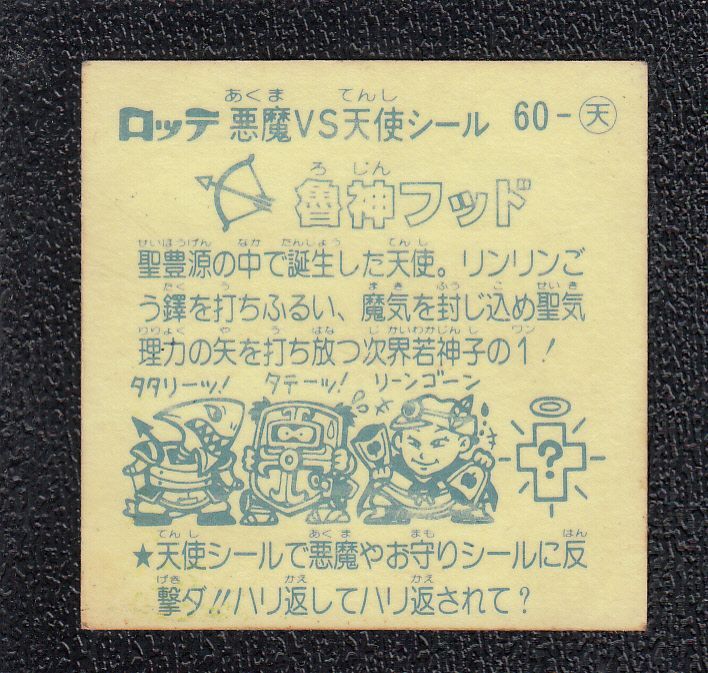 ロッテ 悪魔VS天使シール 60-天
あくま てんし
魯神フッド
ろじん
聖豊源の中で誕生した天使。リンリンご
せいほうげん なか たんじょう てんし
う鐸を打ちふるい、魔気を封じ込め聖気
たく う まき ふう こ せいき
理力の矢を打ち放つ次界若神子の1!
りりょく や う はな じかいわかじんし ワン
タタリーッ! タテーッ! リーンゴーン
?
★天使シールで悪魔やお守りシールに反
てんし あくま まも はん
撃ダ!!ハリ返してハリ返されて?
げき かえ かえ